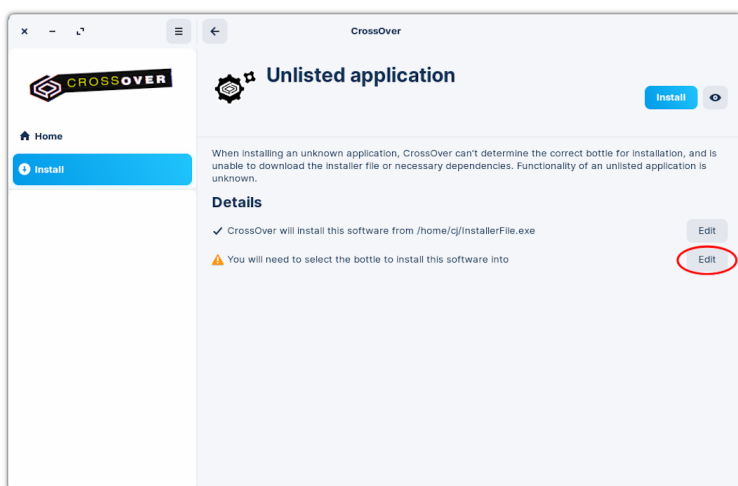 CrossOver
CROSSOVER
Home
Install
Unlisted application
Install
When installing an unknown application, CrossOver can't determine the correct bottle for installation, and is
unable to download the installer file or necessary dependencies. Functionality of an unlisted application is
unknown.
Details
CrossOver will install this software from /home/cj/InstallerFile.exe
Edit
You will need to select the bottle to install this software into
Edit